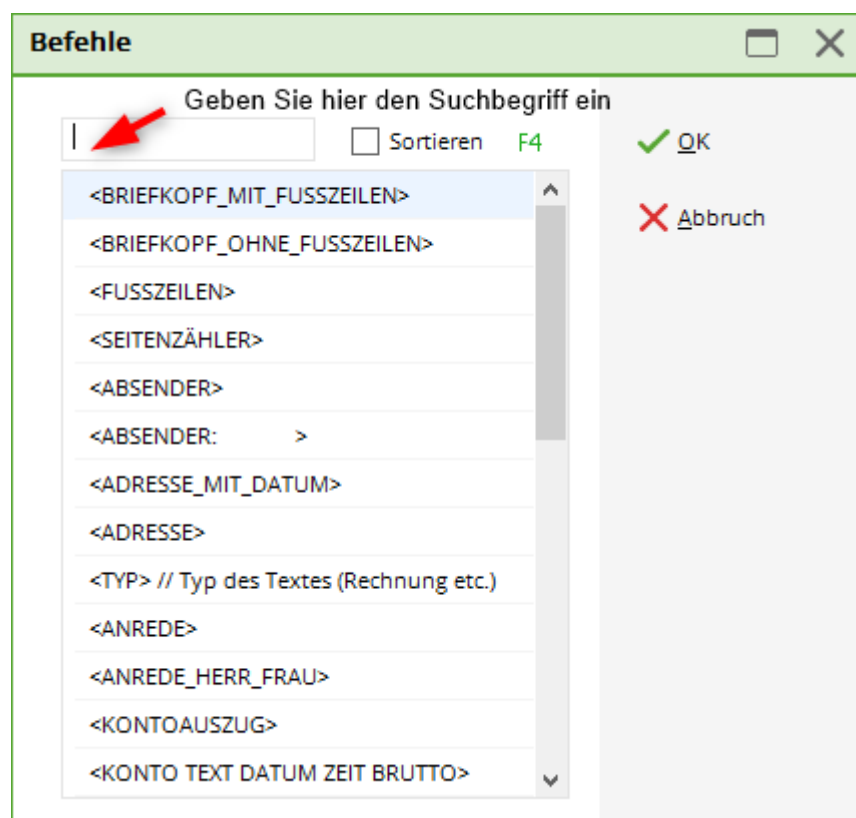 Befehle
Geben Sie hier den Suchbegriff ein
Sortieren F4
OK
<BRIEFKOPF_MIT_FUSSZEILEN>
Abbruch
<BRIEFKOPF_OHNE_FUSSZEILEN>
<FUSSZEILEN>
<SEITENZÄHLER>
<ABSENDER>
<ABSENDER: >
<ADRESSE_MIT_DATUM>
<ADRESSE>
<TYP> // Typ des Textes (Rechnung etc.)
<ANREDE>
<ANREDE_HERR_FRAU>
<KONTOAUSZUG>
<KONTO TEXT DATUM ZEIT BRUTTO>